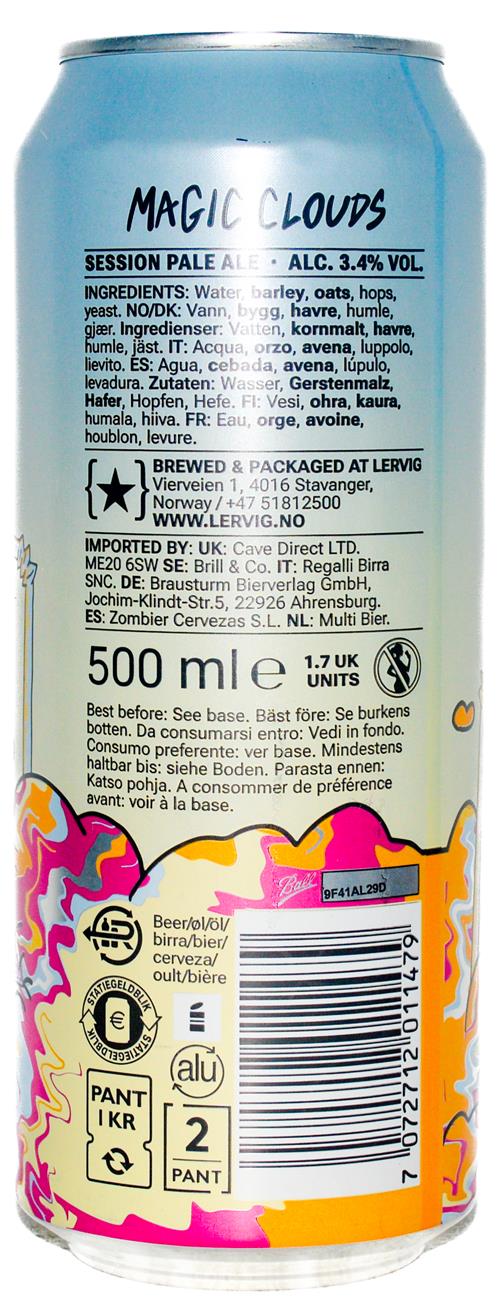 MAGIC CLOUDS
SESSION PALE ALE · ALC. 3.4% VOL.
INGREDIENTS: Water, barley, oats, hops,
yeast. NO/DK: Vann, bygg, havre, humle,
gjær. Ingredienser: Vatten, kornmalt, havre,
humle, jäst. IT: Acqua, orzo, avena, luppolo,
lievito. ES: Agua, cebada, avena, lúpulo,
levadura. Zutaten: Wasser, Gerstenmalz,
Hafer, Hopfen, Hefe. FI: Vesi, ohra, kaura,
humala, hiiva. FR: Eau, orge, avoine,
houblon, levure.
BREWED & PACKAGED AT LERVIG
Vierveien 1, 4016 Stavanger,
Norway / +47 51812500
WWW.LERVIG.NO
IMPORTED BY: UK: Cave Direct LTD.
ME20 6SW SE: Brill & Co. IT: Regalli Birra
SNC. DE: Brausturm Bierverlag GmbH,
Jochim-Klindt-Str.5, 22926 Ahrensburg.
ES: Zombier Cervezas S.L. NL: Multi Bier.
500 ml e
1.7 UK
UNITS
Best before: See base. Bäst före: Se burkens
botten. Da consumarsi entro: Vedi in fondo.
Consumo preferente: ver base. Mindestens
haltbar bis: siehe Boden. Parasta ennen:
Katso pohja. A consommer de préférence
avant: voir à la base.
Ball
9F41AL29D
Beer/øl/öl/
birra/bier/
cerveza/
oult/bière
STATIEGELDBLIK
€
STATIEGELDBLIK
alu
PANT
1 KR
2
PANT
7 072712 011479